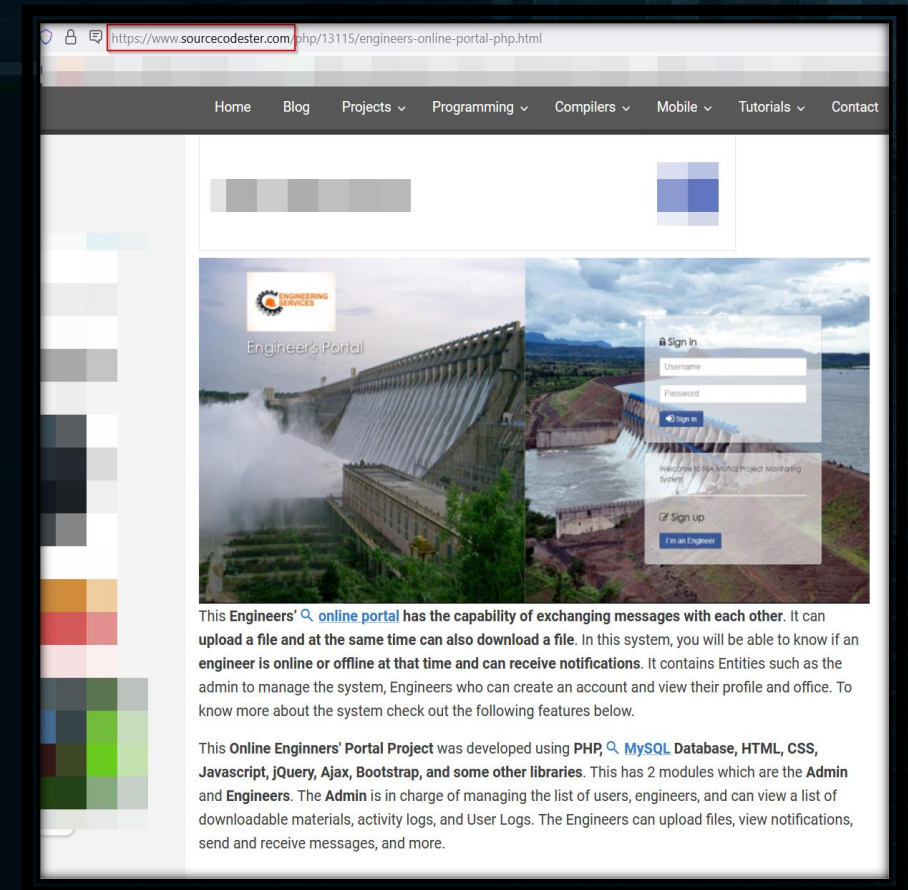 https://www.sourcecodester.com/php/13115/engineers-online-portal-php.html
Home Blog Projects Programming Compilers Mobile Tutorials Contact
ENGINEERING
SERVICES
Engineer's Portal
Sign in
Username
Password
Sign in
Welcome to NIA Muñoz Project Monitoring
System
Sign up
I'm an Engineer
This Engineers' online portal has the capability of exchanging messages with each other. It can
upload a file and at the same time can also download a file. In this system, you will be able to know if an
engineer is online or offline at that time and can receive notifications. It contains Entities such as the
admin to manage the system, Engineers who can create an account and view their profile and office. To
know more about the system check out the following features below.
This Online Enginners' Portal Project was developed using PHP, MySQL Database, HTML, CSS,
Javascript, jQuery, Ajax, Bootstrap, and some other libraries. This has 2 modules which are the Admin
and Engineers. The Admin is in charge of managing the list of users, engineers, and can view a list of
downloadable materials, activity logs, and User Logs. The Engineers can upload files, view notifications,
send and receive messages, and more.